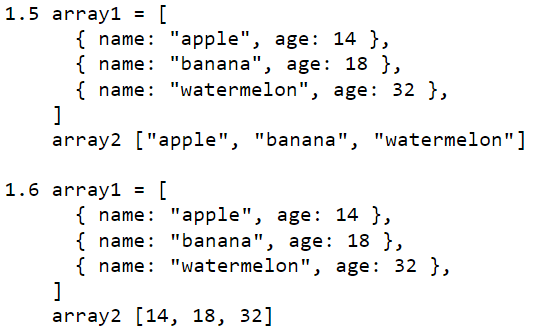 1.5 array1 = [
      { name: "apple", age: 14 },
      { name: "banana", age: 18 },
      { name: "watermelon", age: 32 },
    ]
    array2 ["apple", "banana", "watermelon"]

1.6 array1 = [
      { name: "apple", age: 14 },
      { name: "banana", age: 18 },
      { name: "watermelon", age: 32 },
    ]
    array2 [14, 18, 32]